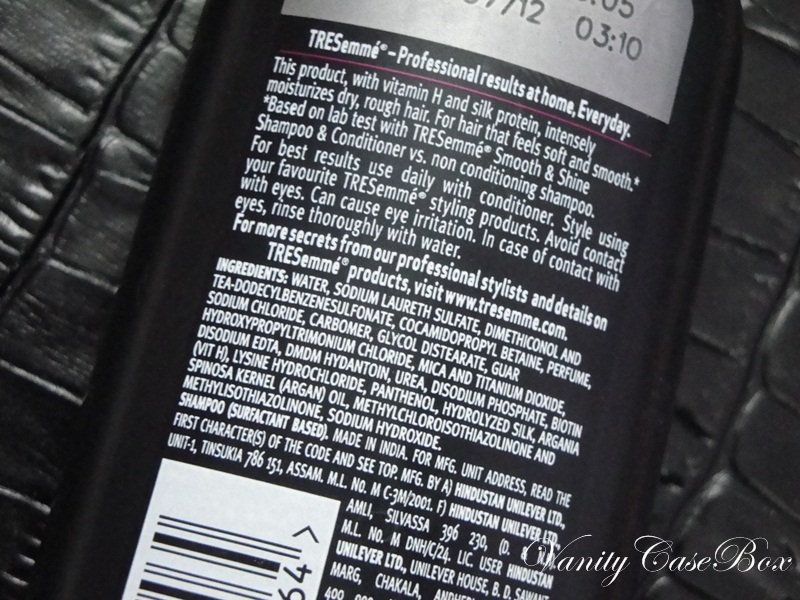 07/12 03:05
03:10
TRESemmé® – Professional results at home, Everyday.
This product, with vitamin H and silk protein, intensely
moisturizes dry, rough hair. For hair that feels soft and smooth.*
*Based on lab test with TRESemmé® Smooth & Shine
Shampoo & Conditioner vs. non conditioning shampoo.
For best results use daily with conditioner. Style using
your favourite TRESemmé® styling products. Avoid contact
with eyes. Can cause eye irritation. In case of contact with
eyes, rinse thoroughly with water.
For more secrets from our professional stylists and details on
TRESemmé® products, visit www.tresemme.com.
INGREDIENTS: WATER, SODIUM LAURETH SULFATE, DIMETHICONOL AND
TEA-DODECYLBENZENESULFONATE, COCAMIDOPROPYL BETAINE, PERFUME,
SODIUM CHLORIDE, CARBOMER, GLYCOL DISTEARATE, GUAR
HYDROXYPROPYLTRIMONIUM CHLORIDE, MICA AND TITANIUM DIOXIDE,
DISODIUM EDTA, DMDM HYDANTOIN, UREA, DISODIUM PHOSPHATE, BIOTIN
(VIT H), LYSINE HYDROCHLORIDE, PANTHENOL, HYDROLYZED SILK, ARGANIA
SPINOSA KERNEL (ARGAN) OIL, METHYLCHLOROISOTHIAZOLINONE AND
METHYLISOTHIAZOLINONE, SODIUM HYDROXIDE.
SHAMPOO (SURFACTANT BASED). MADE IN INDIA. FOR MFG. UNIT ADDRESS, READ THE
FIRST CHARACTER(S) OF THE CODE AND SEE TOP. MFG. BY A) HINDUSTAN UNILEVER LTD,
UNIT-1, TINSUKIA 786 151, ASSAM. M.L. NO. M C-3M/2001. F) HINDUSTAN UNILEVER LTD,
AMLI, SILVASSA 396 230, (D.
M.L. NO. M DNH/C/24, LIC. USER HINDUSTAN
UNILEVER LTD., UNILEVER HOUSE, B. D. SAWANT
MARG, CHAKALA,
64 >
Vanity CaseBox